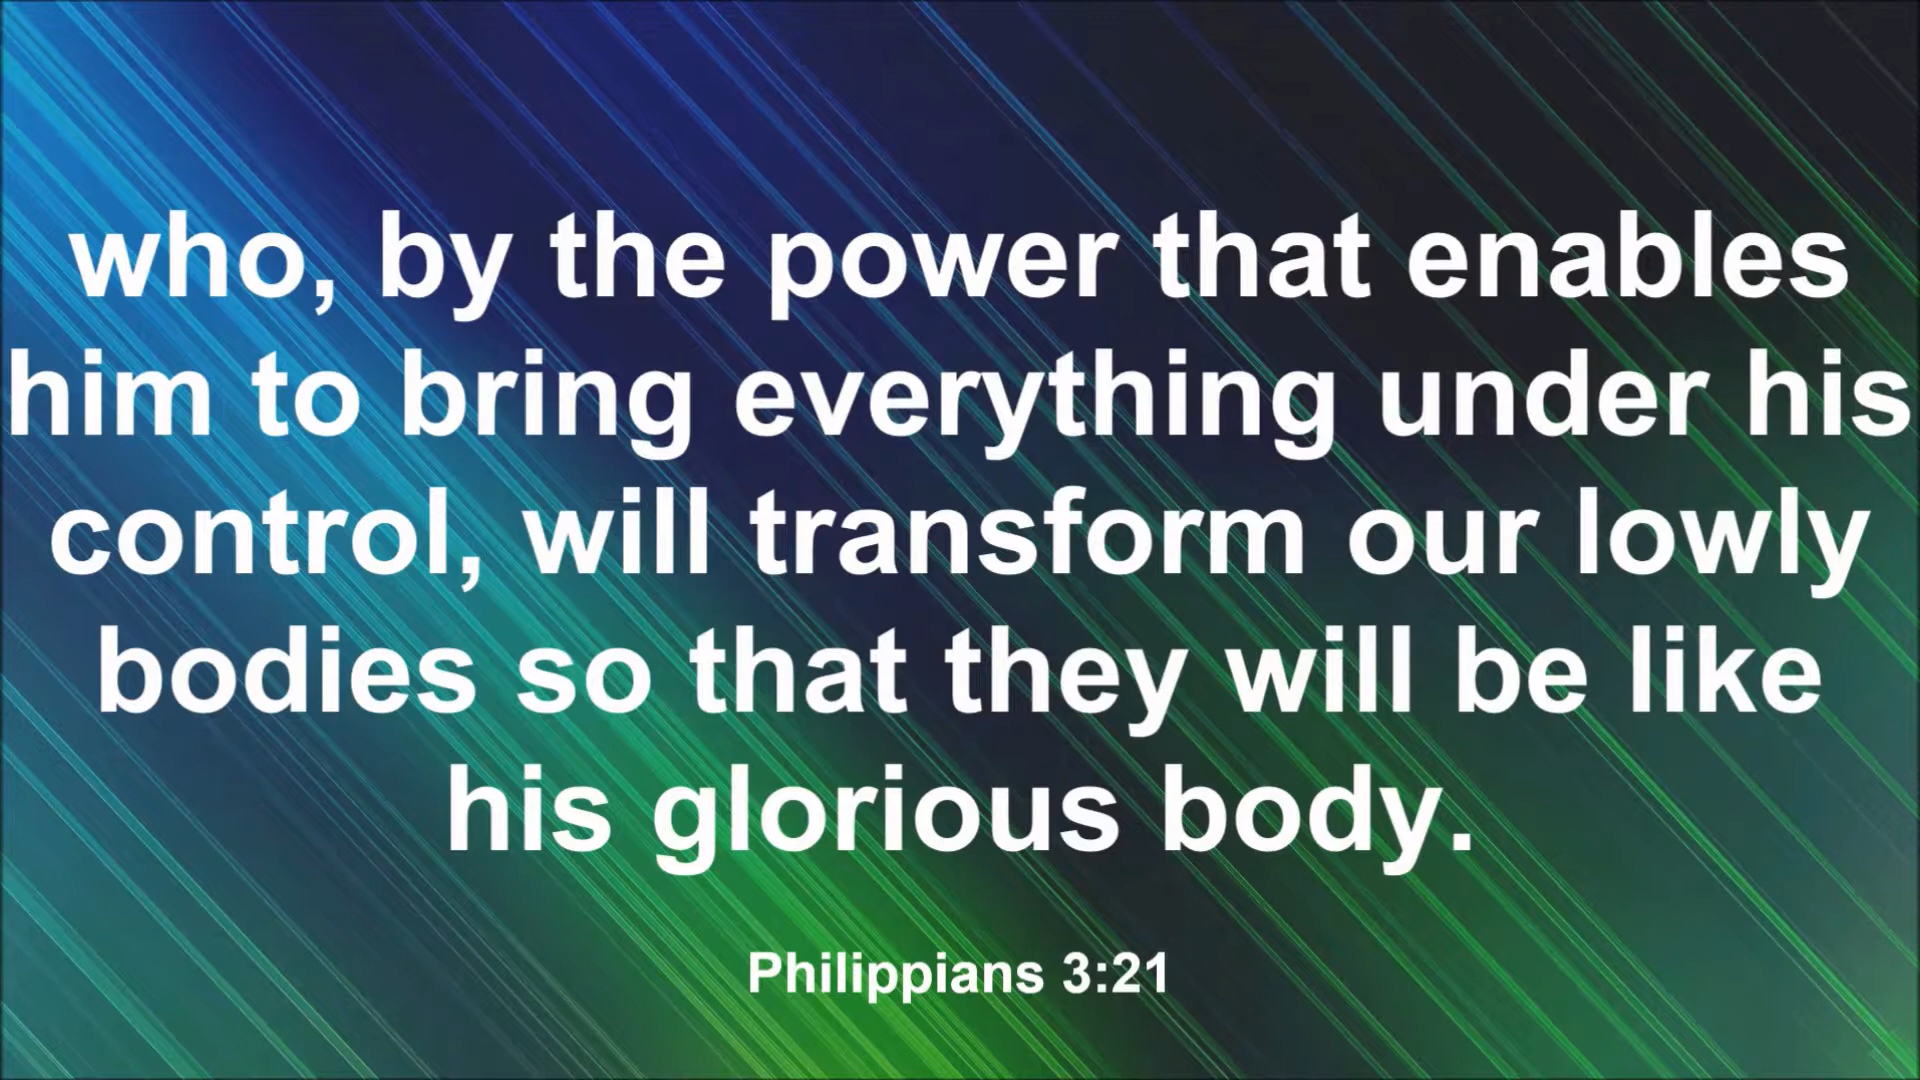 who, by the power that enables
him to bring everything under his
control, will transform our lowly
bodies so that they will be like
his glorious body.
Philippians 3:21